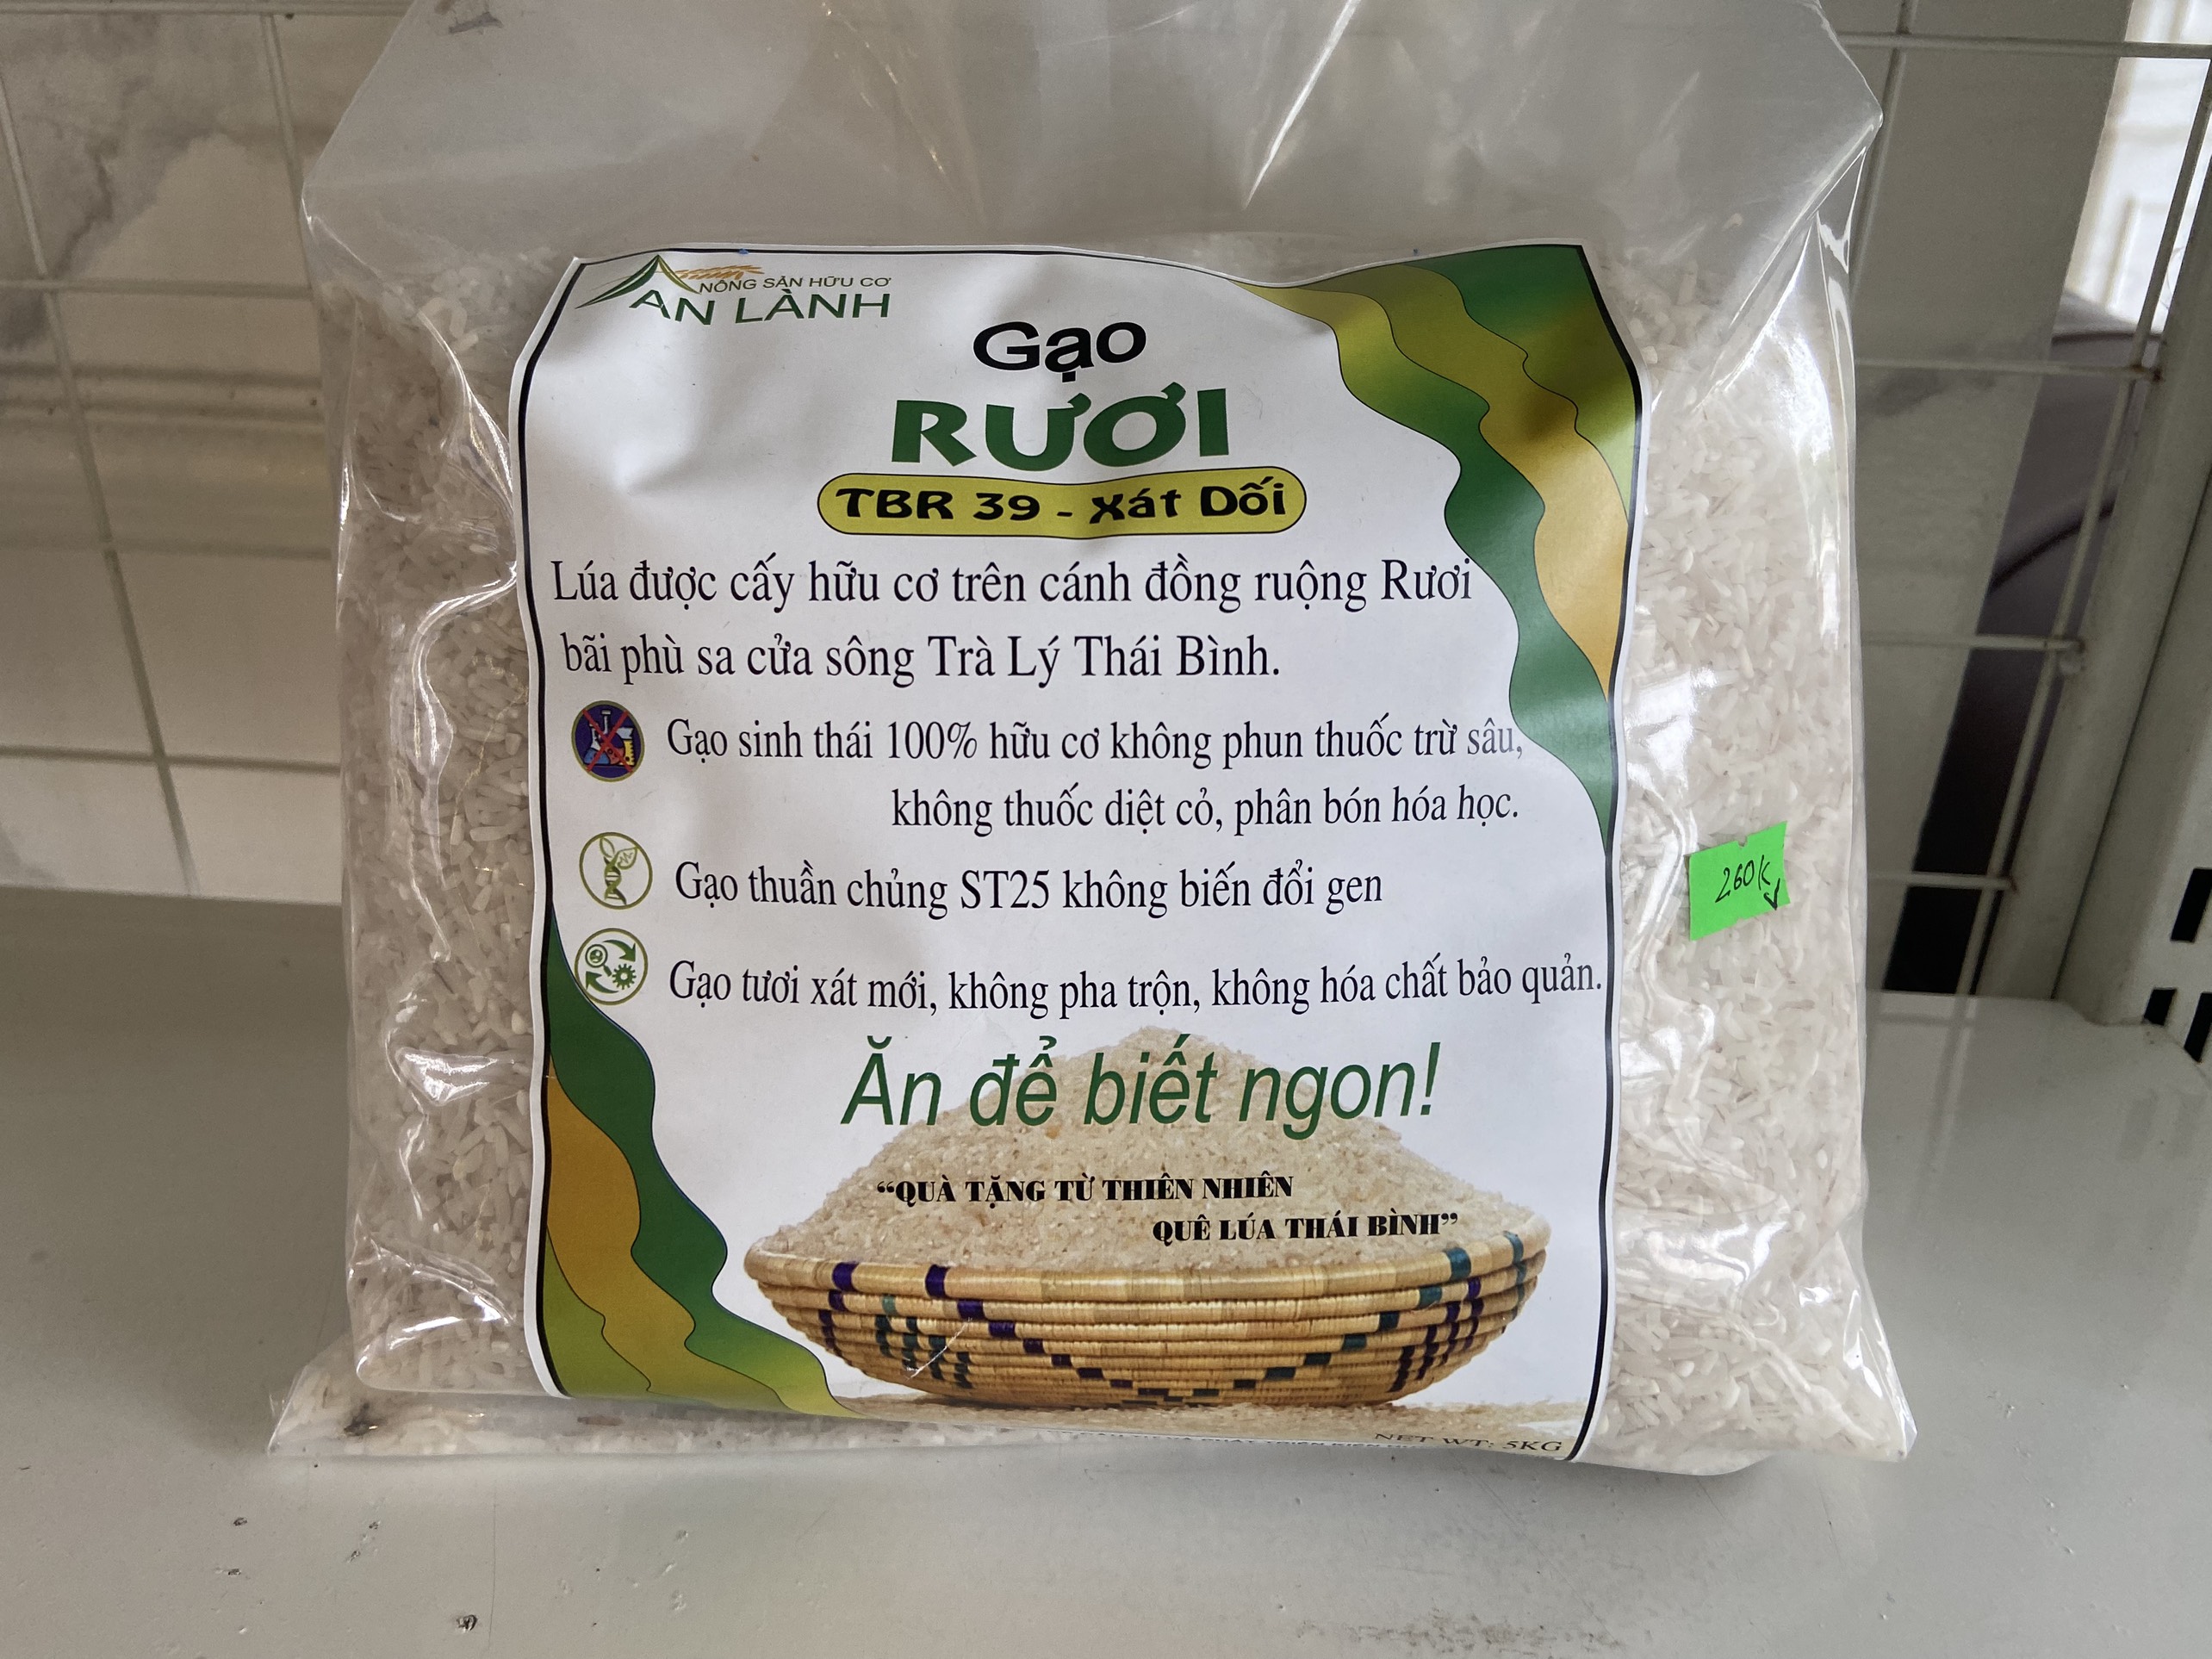 NÔNG SẢN HỮU CƠ
AN LÀNH
Gạo
RƯƠI
TBR 39 - Xát Dối
Lúa được cấy hữu cơ trên cánh đồng ruộng Rươi
bãi phù sa cửa sông Trà Lý Thái Bình.
Gạo sinh thái 100% hữu cơ không phun thuốc trừ sâu,
không thuốc diệt cỏ, phân bón hóa học.
Gạo thuần chủng ST25 không biến đổi gen
Gạo tươi xát mới, không pha trộn, không hóa chất bảo quản.
260K
Ăn để biết ngon!
“QUÀ TẶNG TỪ THIÊN NHIÊN
QUÊ LÚA THÁI BÌNH”
NET WT: 5KG